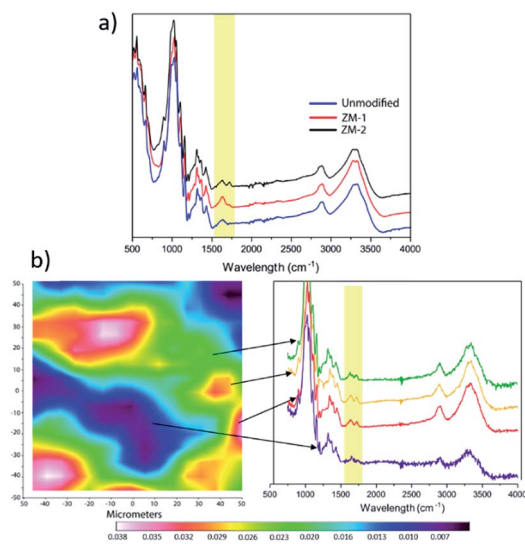 a)
Unmodified
ZM-1
ZM-2
500 1000 1500 2000 2500 3000 3500 4000
Wavelength (cm⁻¹)
b)
50
40
30
20
10
0
-10
-20
-30
-40
-50
-40 -30 -20 -10 0 10 20 30 40 50
500 1000 1500 2000 2500 3000 3500 4000
Micrometers
Wavelength (cm⁻¹)
0.038 0.035 0.032 0.029 0.026 0.023 0.020 0.016 0.013 0.010 0.007